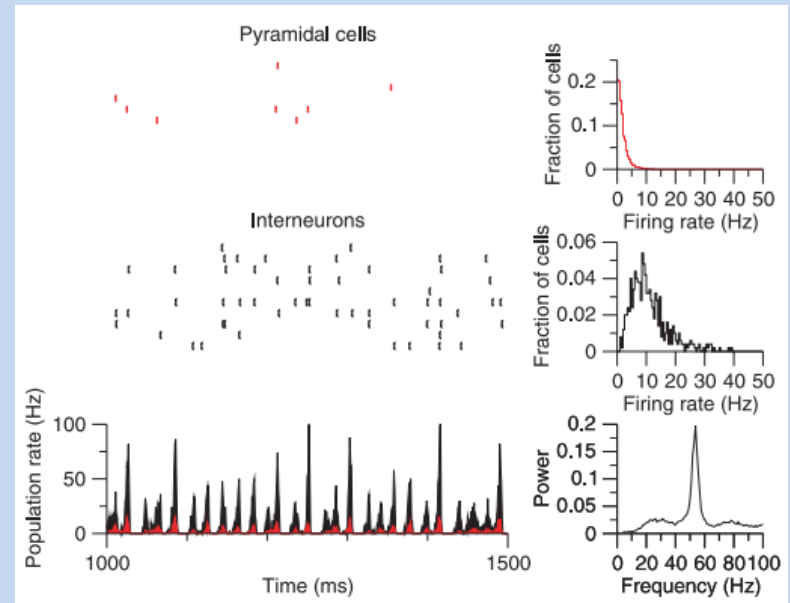 Pyramidal cells
Fraction of cells
0.2
0.1
0
0 10 20 30 40 50
Firing rate (Hz)
Interneurons
Fraction of cells
0.06
0.04
0.02
0
0 10 20 30 40 50
Firing rate (Hz)
Population rate (Hz)
100
50
0
1000 1500
Time (ms)
Power
0.2
0.15
0.1
0.05
0
0 20 40 60 80 100
Frequency (Hz)